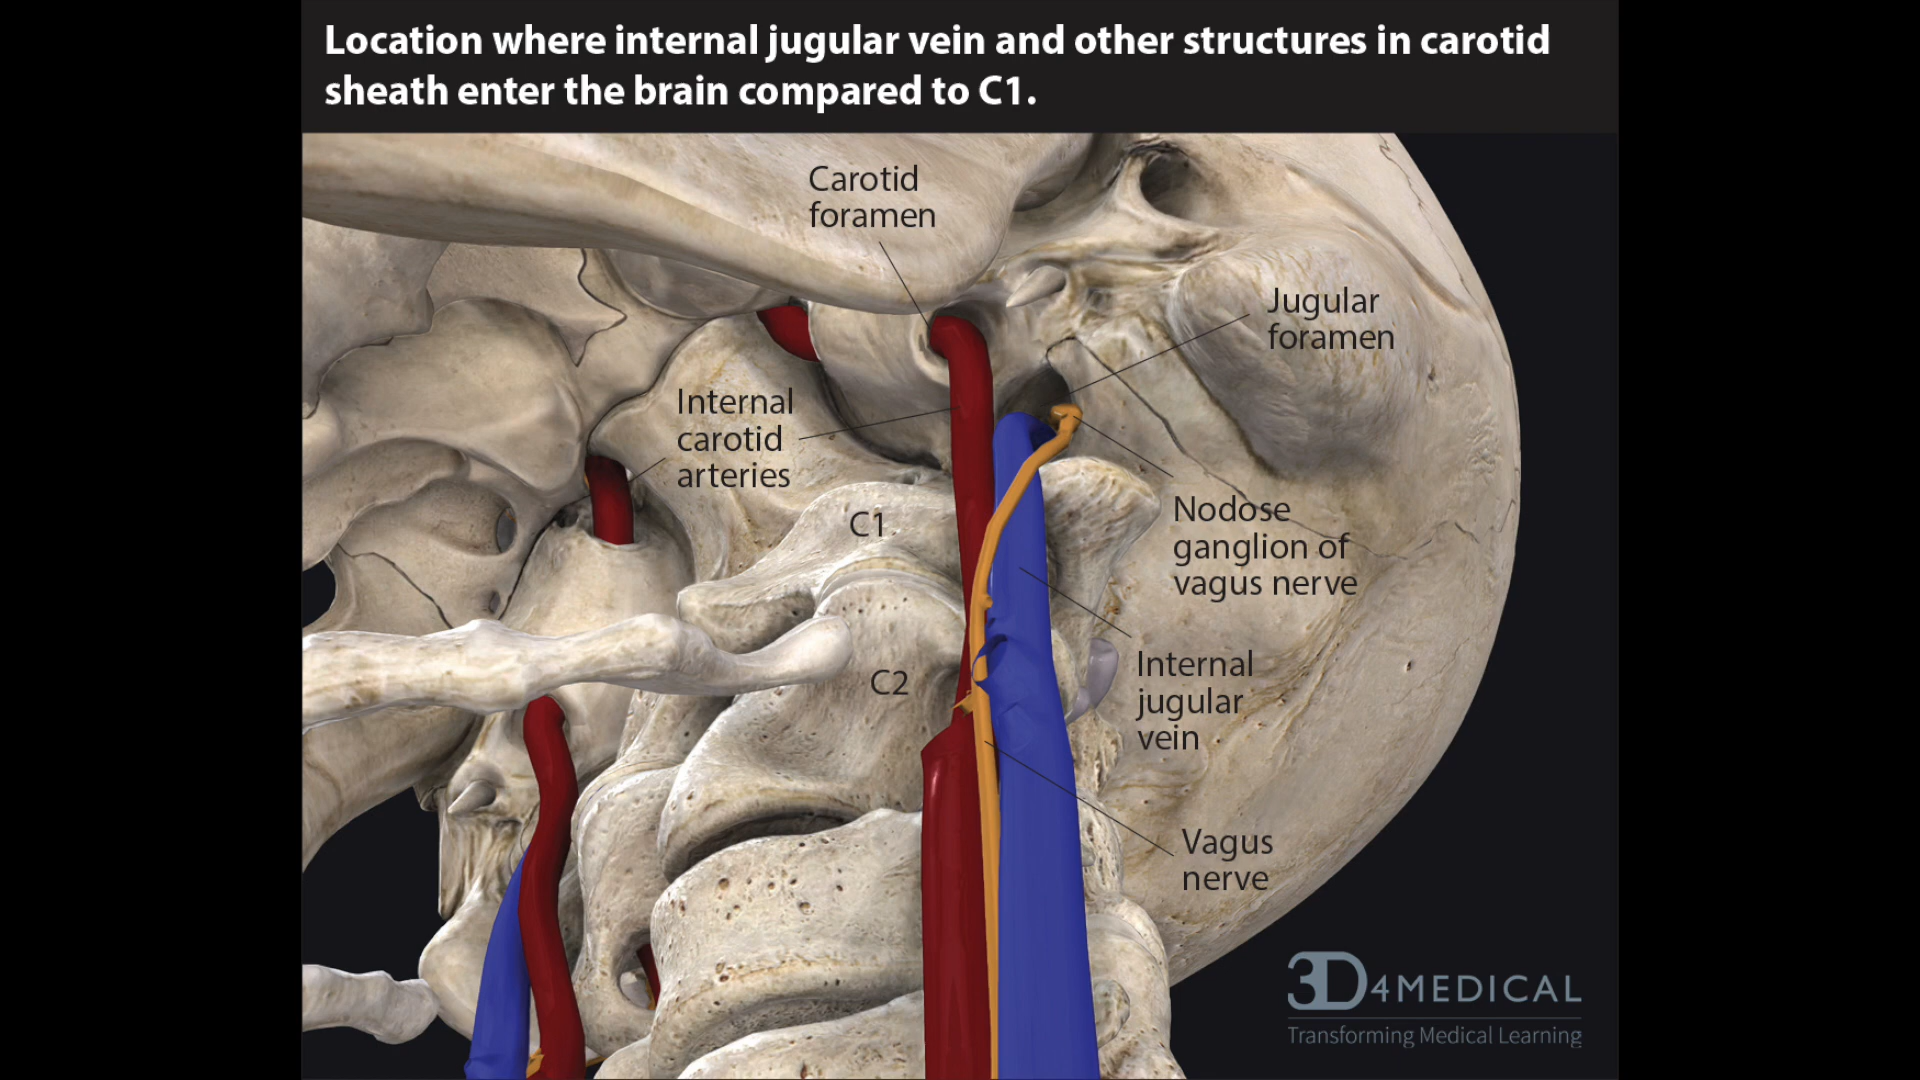 Location where internal jugular vein and other structures in carotid
sheath enter the brain compared to C1.
Carotid
foramen
Jugular
foramen
Internal
carotid
arteries
C1
Nodose
ganglion of
vagus nerve
C2
Internal
jugular
vein
Vagus
nerve
3D4MEDICAL
Transforming Medical Learning